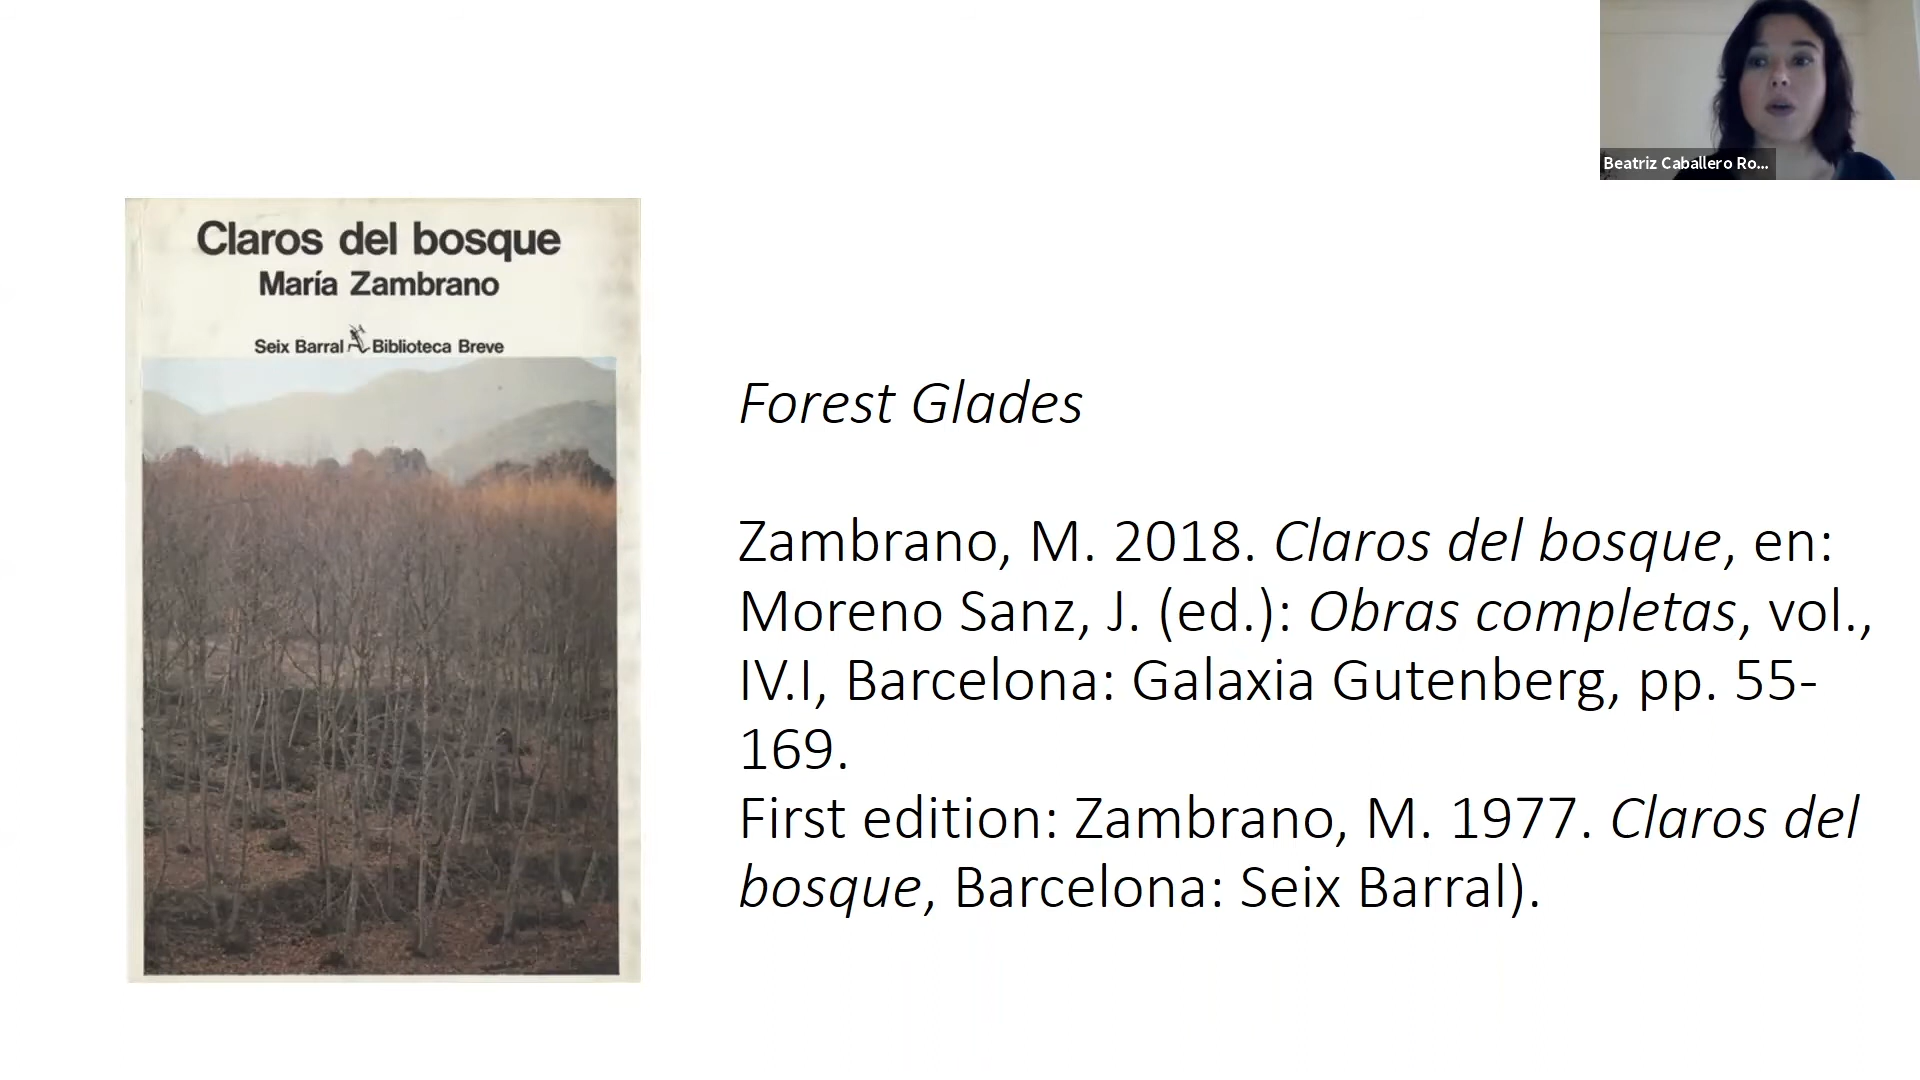 Beatriz Caballero Ro...
Claros del bosque
María Zambrano
Seix Barral Biblioteca Breve
Forest Glades
Zambrano, M. 2018. Claros del bosque, en:
Moreno Sanz, J. (ed.): Obras completas, vol.,
IV.I, Barcelona: Galaxia Gutenberg, pp. 55-
169.
First edition: Zambrano, M. 1977. Claros del
bosque, Barcelona: Seix Barral).